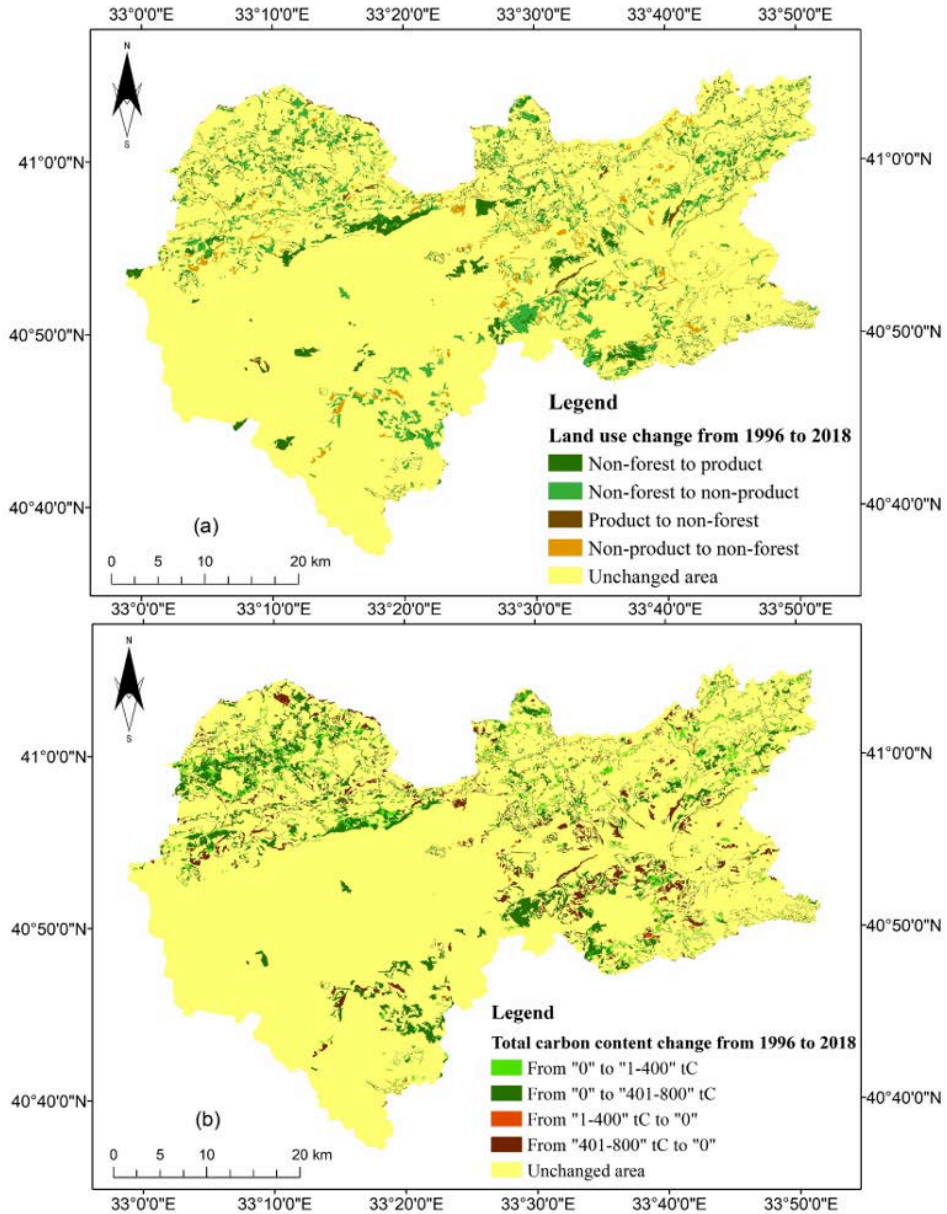 33°0'0"E 33°10'0"E 33°20'0"E 33°30'0"E 33°40'0"E 33°50'0"E
N
S
41°0'0"N 41°0'0"N
40°50'0"N 40°50'0"N
40°40'0"N 40°40'0"N
Legend
Land use change from 1996 to 2018
Non-forest to product
Non-forest to non-product
Product to non-forest
Non-product to non-forest
Unchanged area
(a)
0 5 10 20 km
33°0'0"E 33°10'0"E 33°20'0"E 33°30'0"E 33°40'0"E 33°50'0"E
N
S
41°0'0"N 41°0'0"N
40°50'0"N 40°50'0"N
40°40'0"N 40°40'0"N
Legend
Total carbon content change from 1996 to 2018
From "0" to "1-400" tC
From "0" to "401-800" tC
From "1-400" tC to "0"
From "401-800" tC to "0"
Unchanged area
(b)
0 5 10 20 km
33°0'0"E 33°10'0"E 33°20'0"E 33°30'0"E 33°40'0"E 33°50'0"E